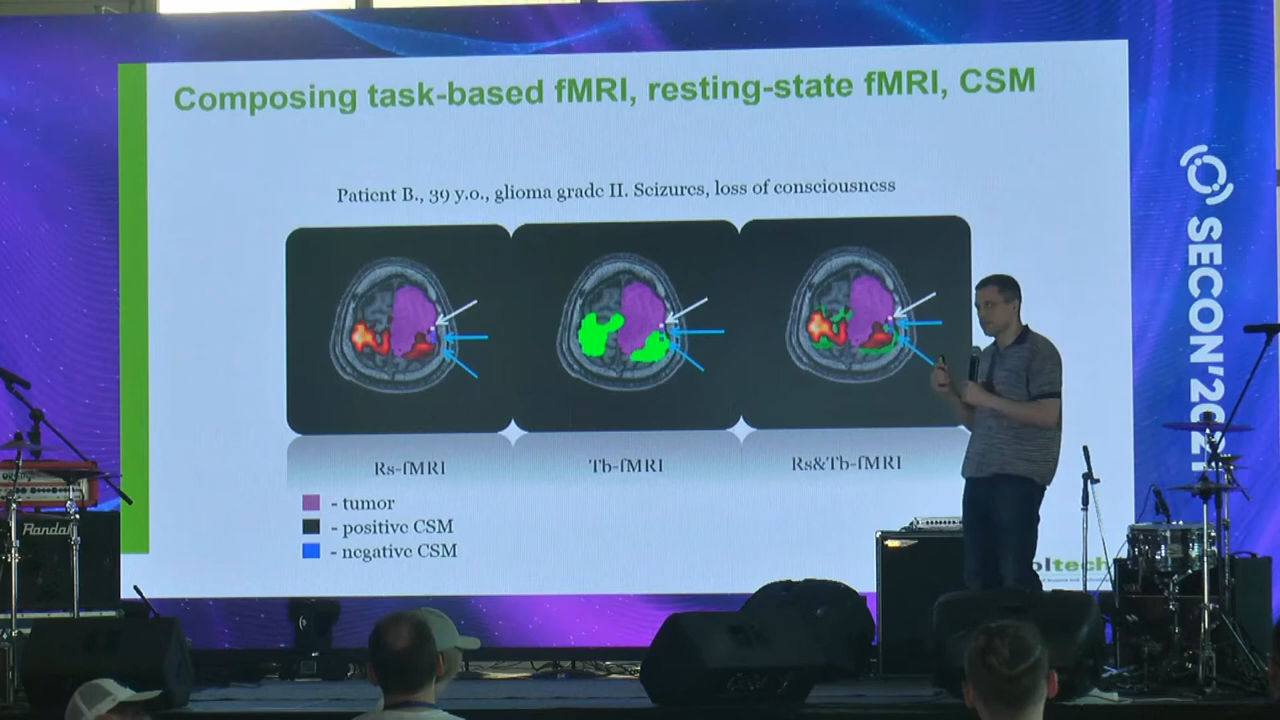 Composing task-based fMRI, resting-state fMRI, CSM
Patient B., 39 y.o., glioma grade II. Seizures, loss of consciousness
Rs-fMRI
Tb-fMRI
Rs&Tb-fMRI
- tumor
- positive CSM
- negative CSM
SECON'2021
Randall
oltech